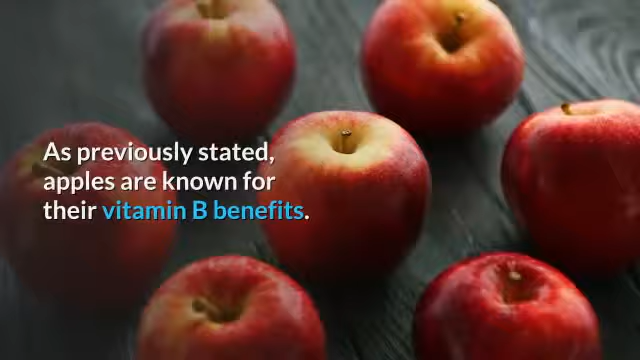 As previously stated,
apples are known for
their vitamin B benefits.